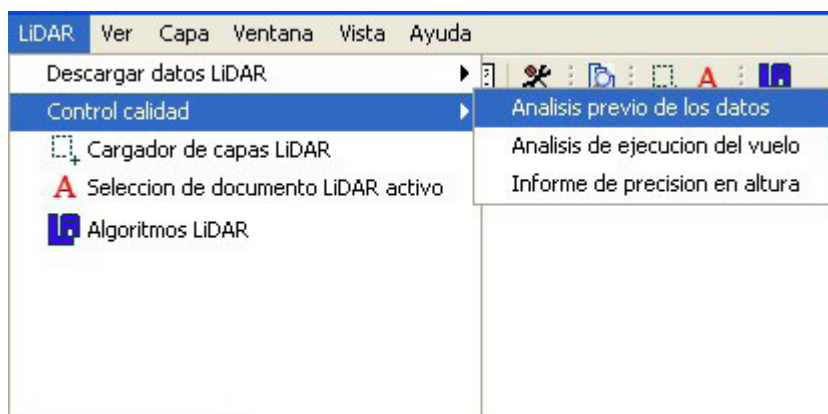 LiDAR Ver Capa Ventana Vista Ayuda
Descargar datos LiDAR
Control calidad
Cargador de capas LiDAR
A Seleccion de documento LiDAR activo
Algoritmos LiDAR
A
Analisis previo de los datos
Analisis de ejecucion del vuelo
Informe de precision en altura